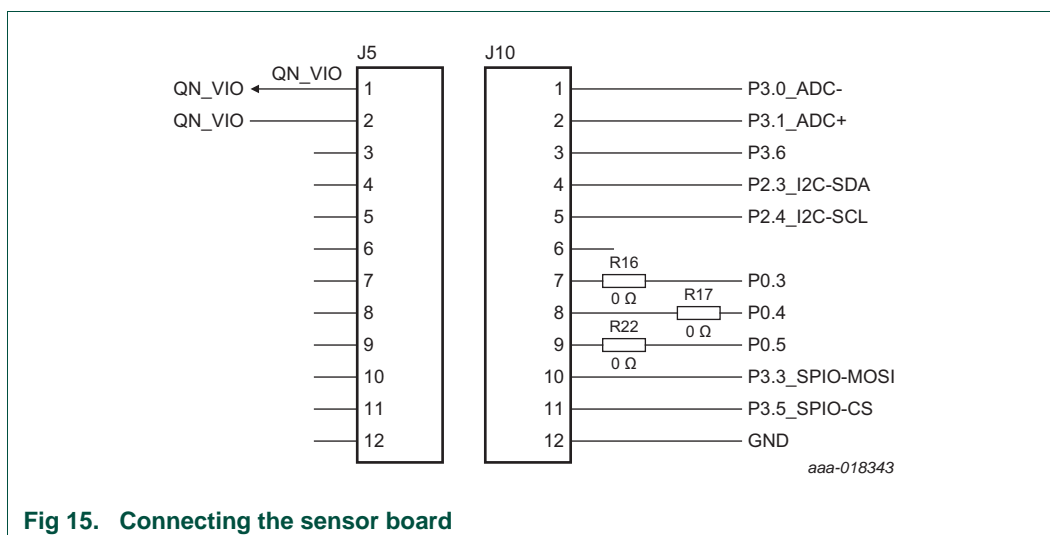 J5
J10
QN_VIO
QN_VIO
1
1
P3.0_ADC-
QN_VIO
2
2
P3.1_ADC+
3
3
P3.6
4
4
P2.3_I2C-SDA
5
5
P2.4_I2C-SCL
6
6
R16
7
7
P0.3
0 Ω
R17
8
8
P0.4
R22
0 Ω
9
9
P0.5
0 Ω
10
10
P3.3_SPIO-MOSI
11
11
P3.5_SPIO-CS
12
12
GND
aaa-018343
Fig 15. Connecting the sensor board